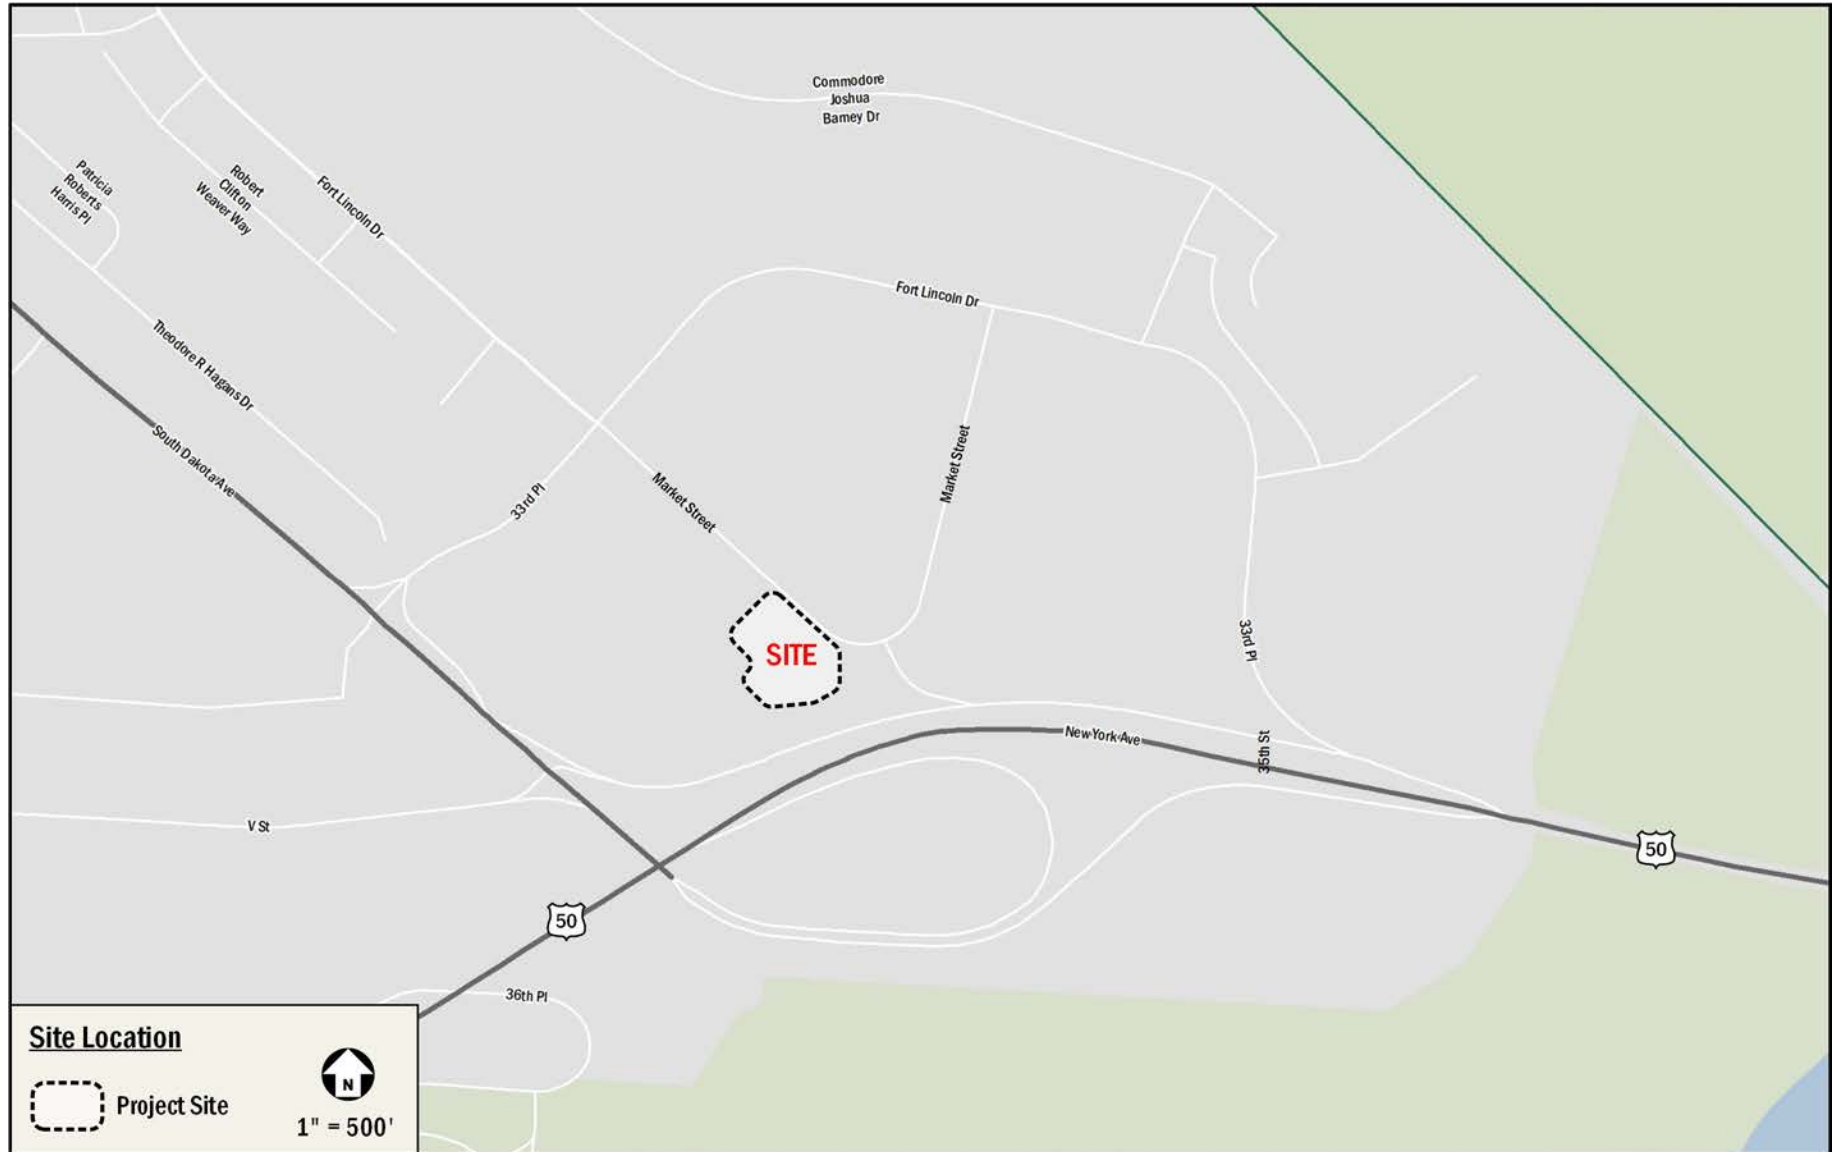 Commodore
Joshua
Barney Dr
Patricia
Roberts
Harris Pl
Robert
Clifton
Weaver Way
Fort Lincoln Dr
Fort Lincoln Dr
Theodore R Hagans Dr
South Dakota Ave
33rd Pl
Market Street
Market Street
33rd Pl
SITE
New York Ave
35th St
V St
50
50
36th Pl
Site Location
N
Project Site
1" = 500'